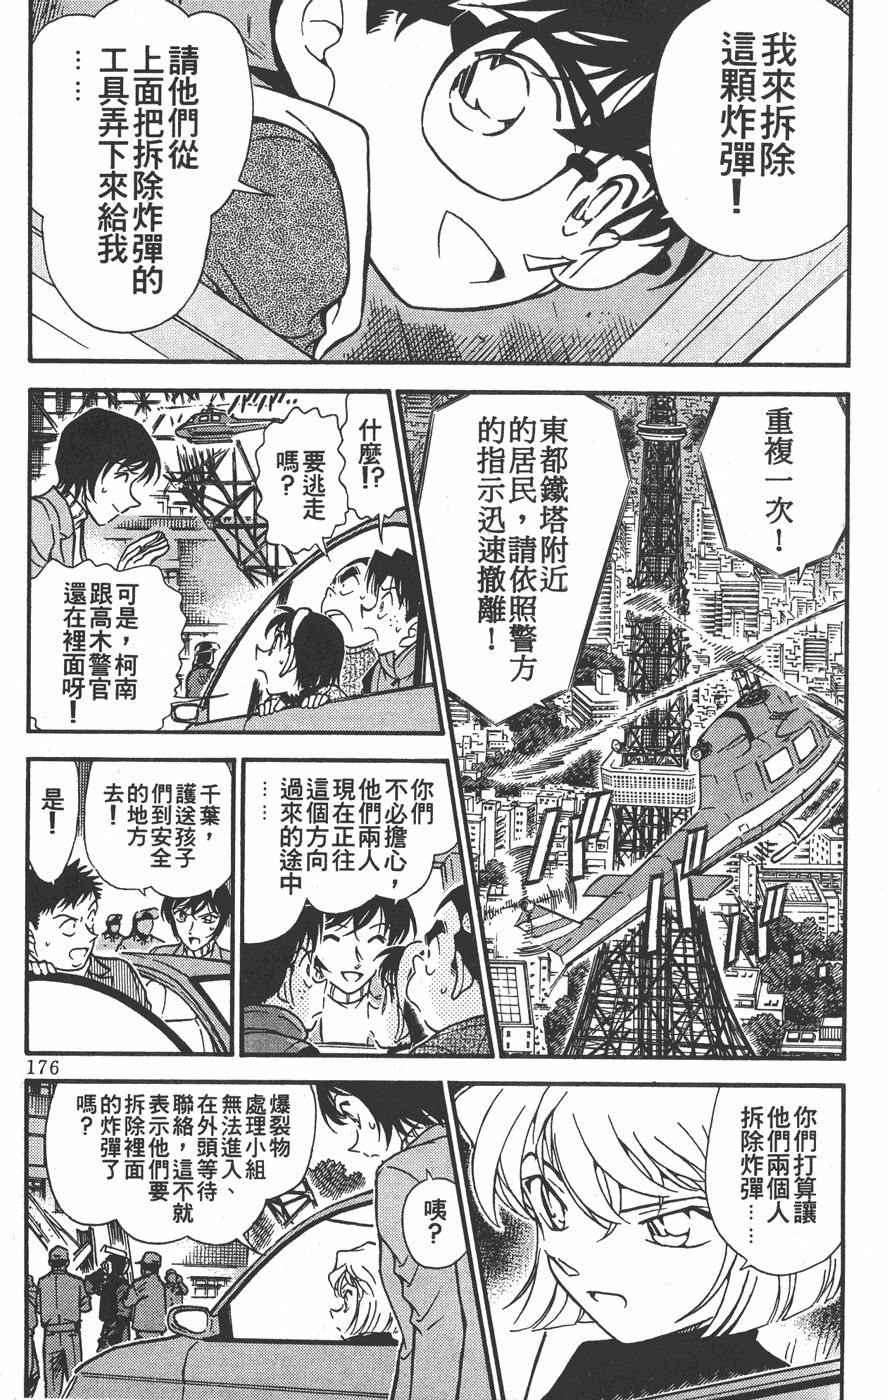 我來拆除
這顆炸彈！
請他們從
上面把拆除炸彈的
工具弄下來給我
……
重複一次！
東都鐵塔附近
的居民，請依照警方
的指示迅速撤離！
什麼!?
要逃走
嗎？
可是，柯南
跟高木警官
還在裡面呀！
你們
不必擔心，
他們兩人
現在正往
這個方向
過來的途中
……
千葉，
護送孩子
們到安全
的地方
去！
是！
176
你們打算讓
他們兩個人
拆除炸彈……
咦？
爆裂物
處理小組
無法進入、
在外頭等待
聯絡，這不就
表示他們要
拆除裡面
的炸彈了
嗎？